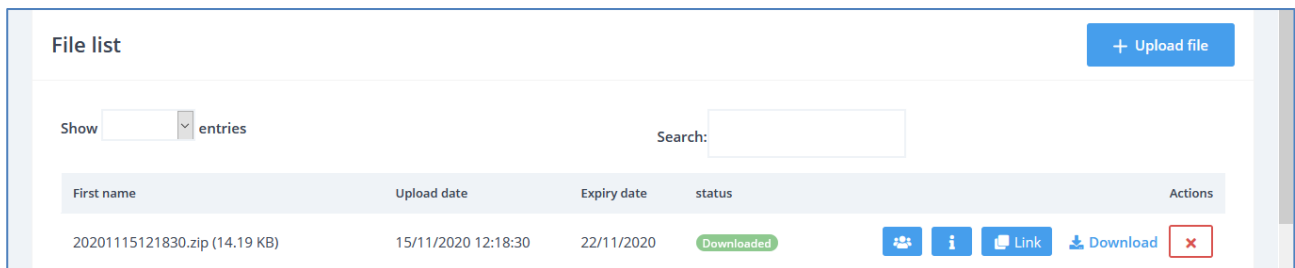 File list
+ Upload file
Show entries
Search:
First name Upload date Expiry date status Actions
20201115121830.zip (14.19 KB) 15/11/2020 12:18:30 22/11/2020 Downloaded Link Download